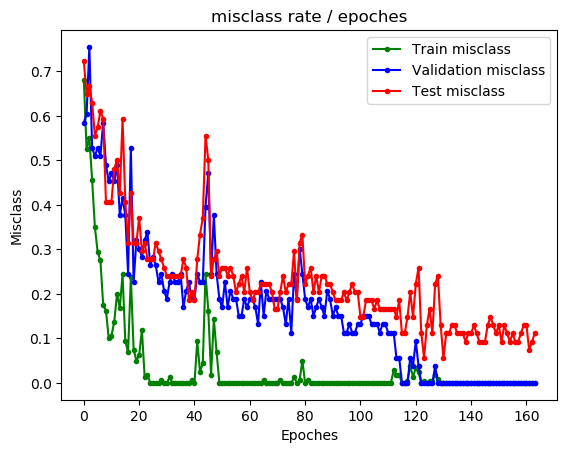 misclass rate / epoches
Train misclass
Validation misclass
Test misclass
Misclass
0.7
0.6
0.5
0.4
0.3
0.2
0.1
0.0
0 20 40 60 80 100 120 140 160
Epoches